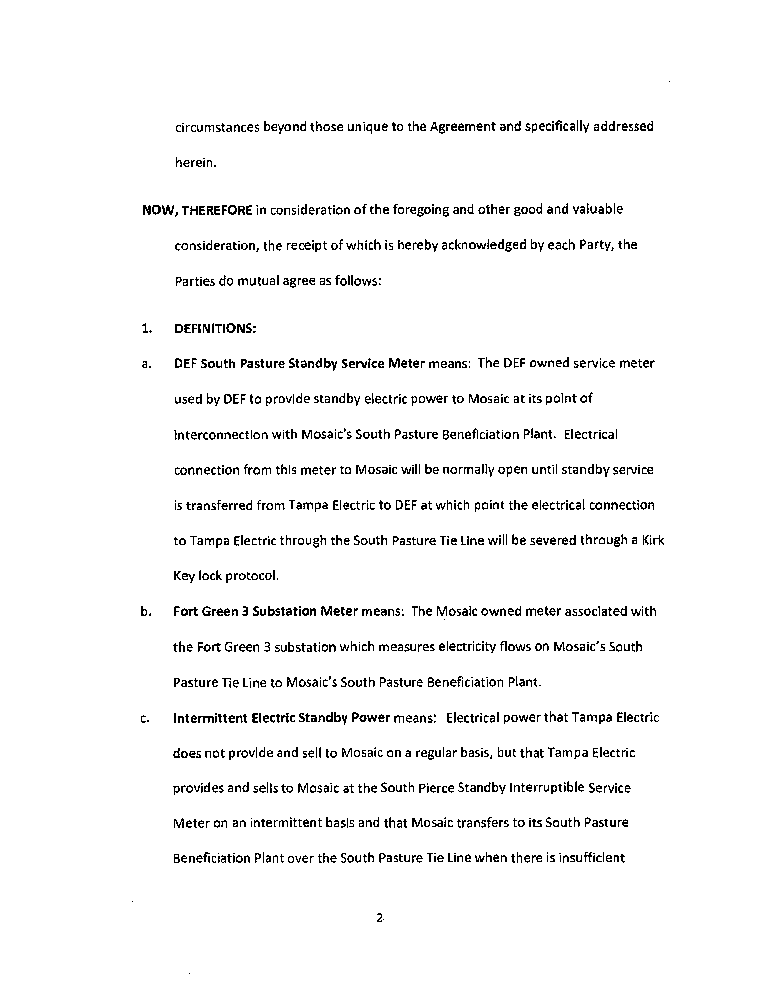 circumstances beyond those unique to the Agreement and specifically addressed
herein.
NOW, THEREFORE in consideration of the foregoing and other good and valuable
consideration, the receipt of which is hereby acknowledged by each Party, the
Parties do mutual agree as follows:
1. DEFINITIONS:
a. DEF South Pasture Standby Service Meter means: The DEF owned service meter
used by DEF to provide standby electric power to Mosaic at its point of
interconnection with Mosaic's South Pasture Beneficiation Plant. Electrical
connection from this meter to Mosaic will be normally open until standby service
is transferred from Tampa Electric to DEF at which point the electrical connection
to Tampa Electric through the South Pasture Tie Line will be severed through a Kirk
Key lock protocol.
b. Fort Green 3 Substation Meter means: The Mosaic owned meter associated with
the Fort Green 3 substation which measures electricity flows on Mosaic's South
Pasture Tie Line to Mosaic's South Pasture Beneficiation Plant.
c. Intermittent Electric Standby Power means: Electrical power that Tampa Electric
does not provide and sell to Mosaic on a regular basis, but that Tampa Electric
provides and sells to Mosaic at the South Pierce Standby Interruptible Service
Meter on an intermittent basis and that Mosaic transfers to its South Pasture
Beneficiation Plant over the South Pasture Tie Line when there is insufficient
2